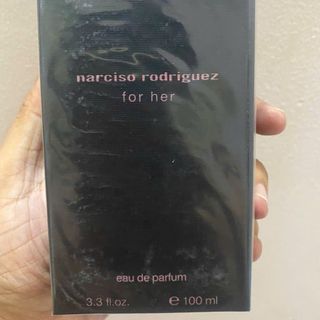 narciso rodriguez
for her
eau de parfum
3.3 fl.oz. ℮ 100 ml